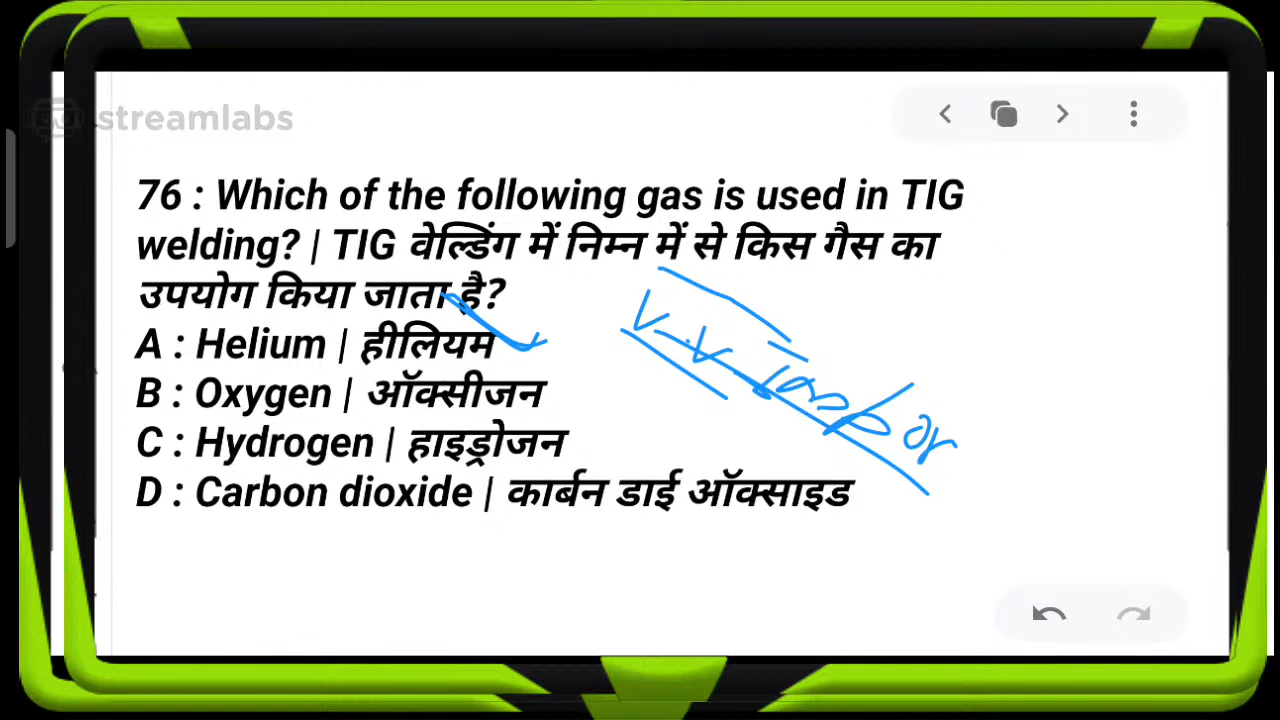 streamlabs
76 : Which of the following gas is used in TIG
welding? | TIG वेल्डिंग में निम्न में से किस गैस का
उपयोग किया जाता है?
A : Helium | हीलियम
B : Oxygen | ऑक्सीजन
C : Hydrogen | हाइड्रोजन
D : Carbon dioxide | कार्बन डाई ऑक्साइड
V.V